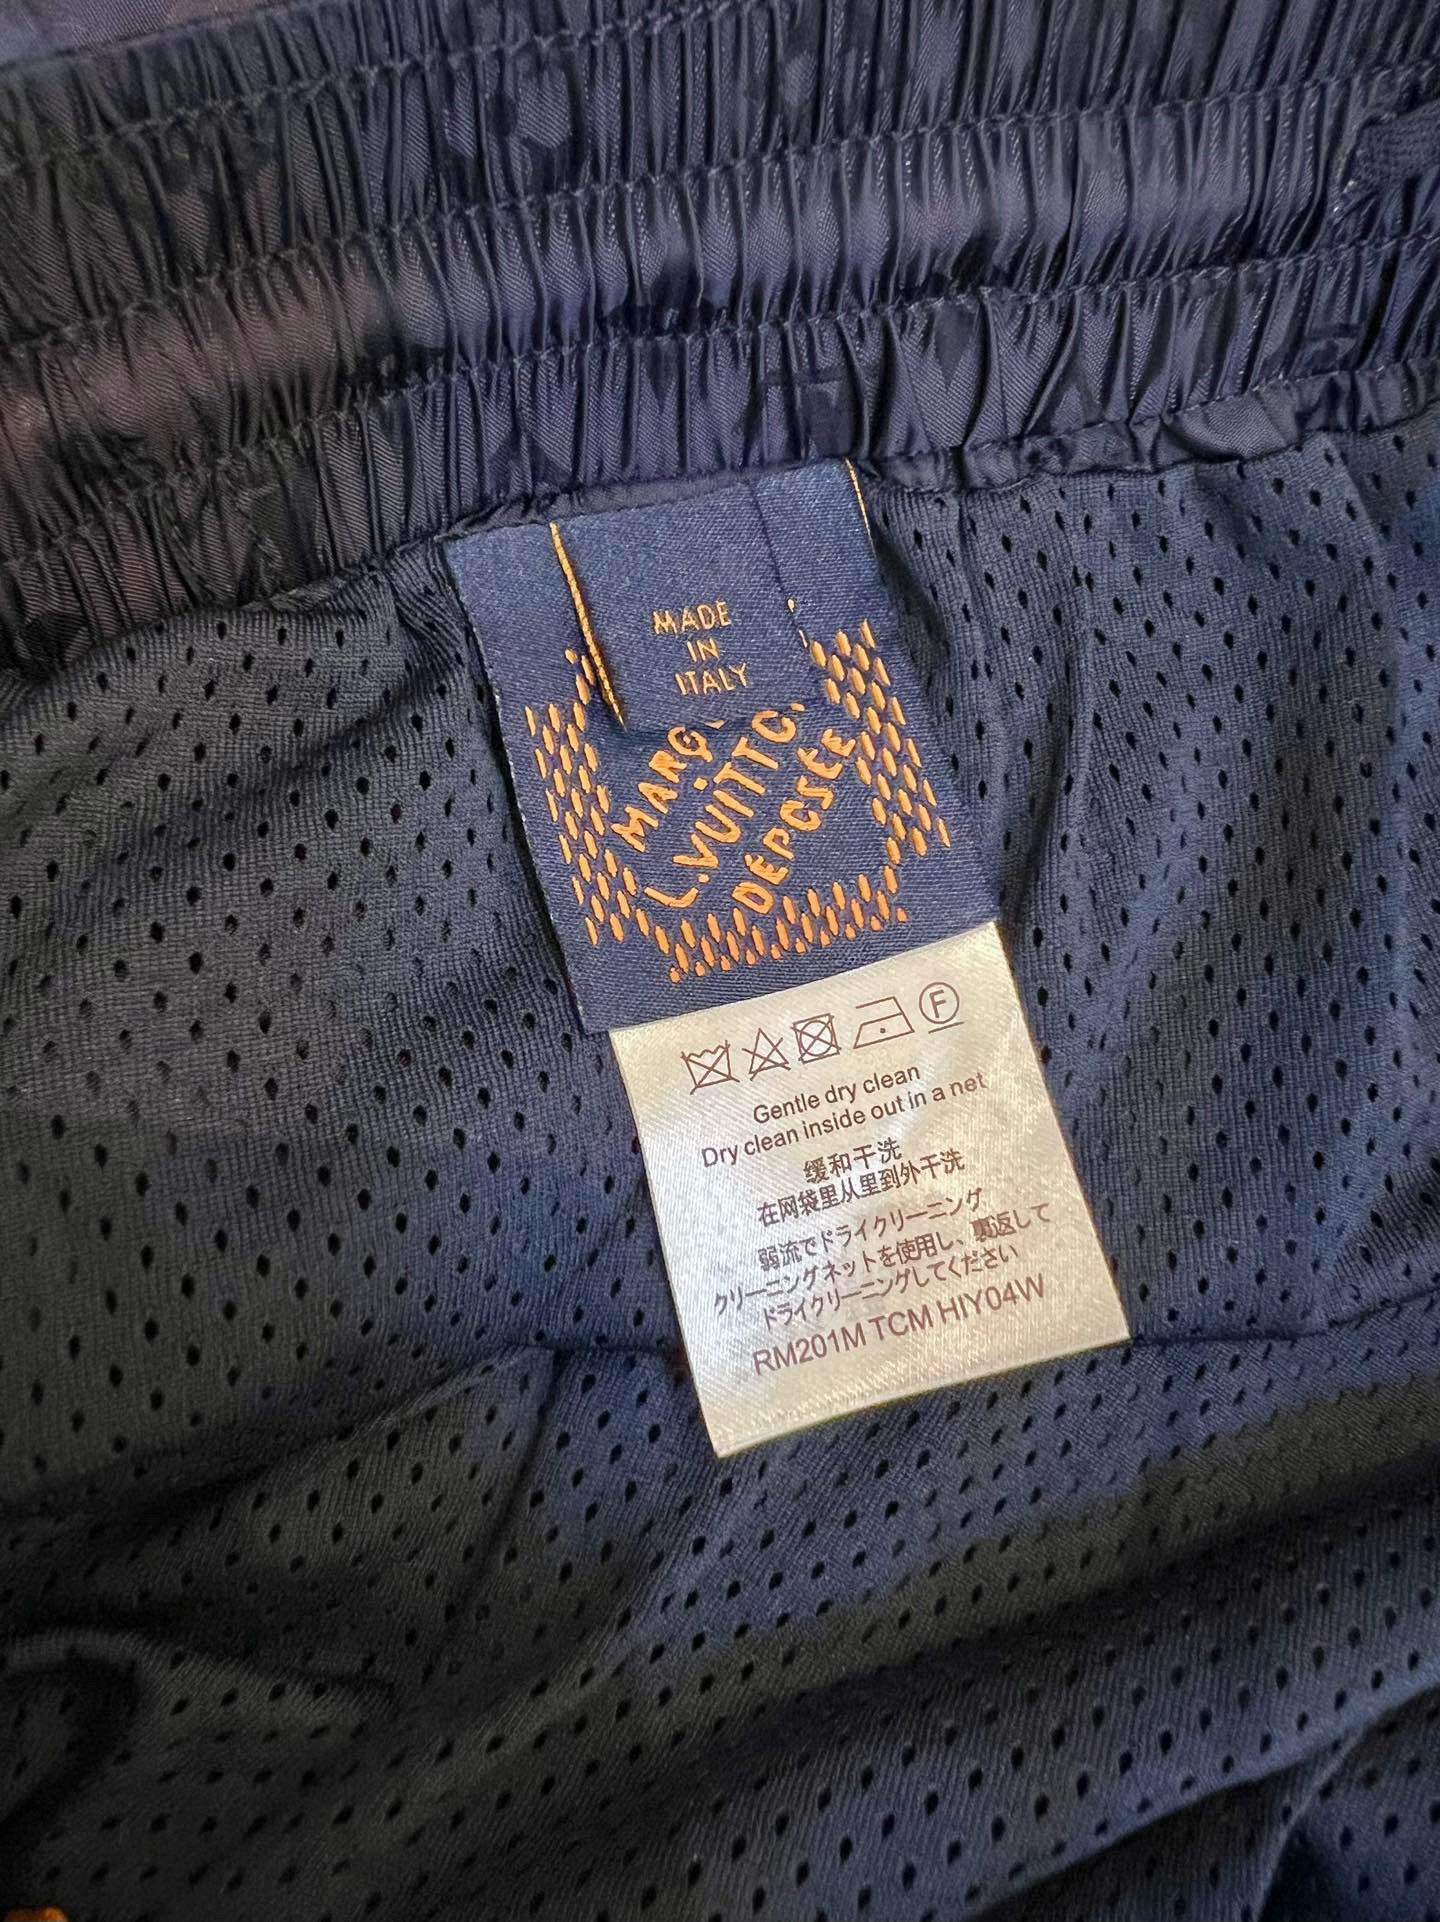 MADE
IN
ITALY
L.VUITTO
Ⓕ
Gentle dry clean
Dry clean inside out in a net
缓和干洗
在网袋里从里到外干洗
弱流でドライクリーニング
クリーニングネットを使用し、裏返して
ドライクリーニングしてください
RM201M TCM HIY04W